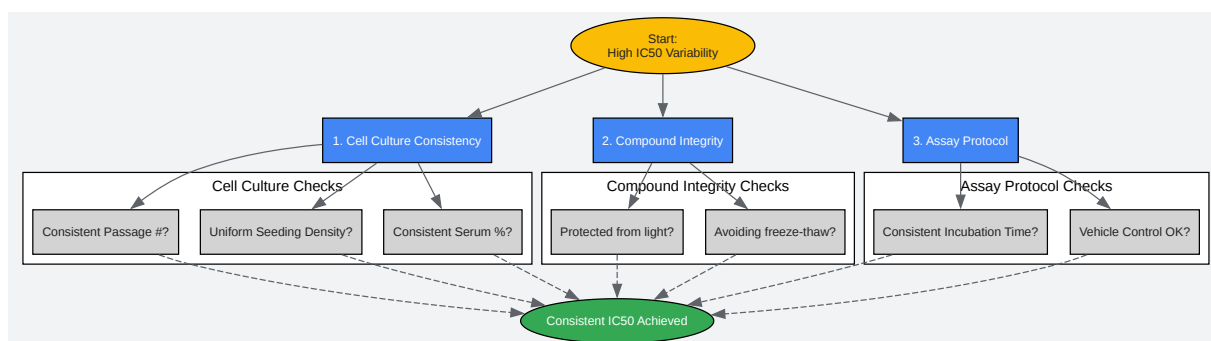 Start:
High IC50 Variability
1. Cell Culture Consistency
2. Compound Integrity
3. Assay Protocol
Cell Culture Checks
Compound Integrity Checks
Assay Protocol Checks
Consistent Passage #?
Uniform Seeding Density?
Consistent Serum %?
Protected from light?
Avoiding freeze-thaw?
Consistent Incubation Time?
Vehicle Control OK?
Consistent IC50 Achieved